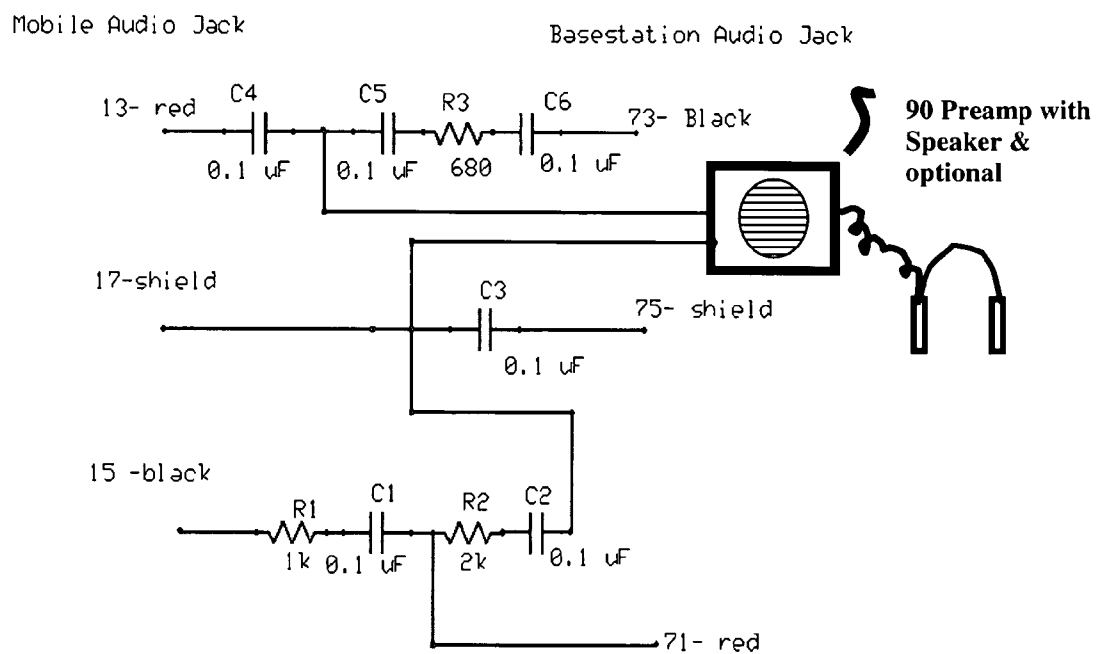 Mobile Audio Jack
Basestation Audio Jack
13- red
C4
C5
R3
C6
73- Black
0.1 uF
0.1 uF
680
0.1 uF
90 Preamp with
Speaker &
optional
17-shield
C3
75- shield
0.1 uF
15 -black
R1
C1
R2
C2
1k
0.1 uF
2k
0.1 uF
71- red